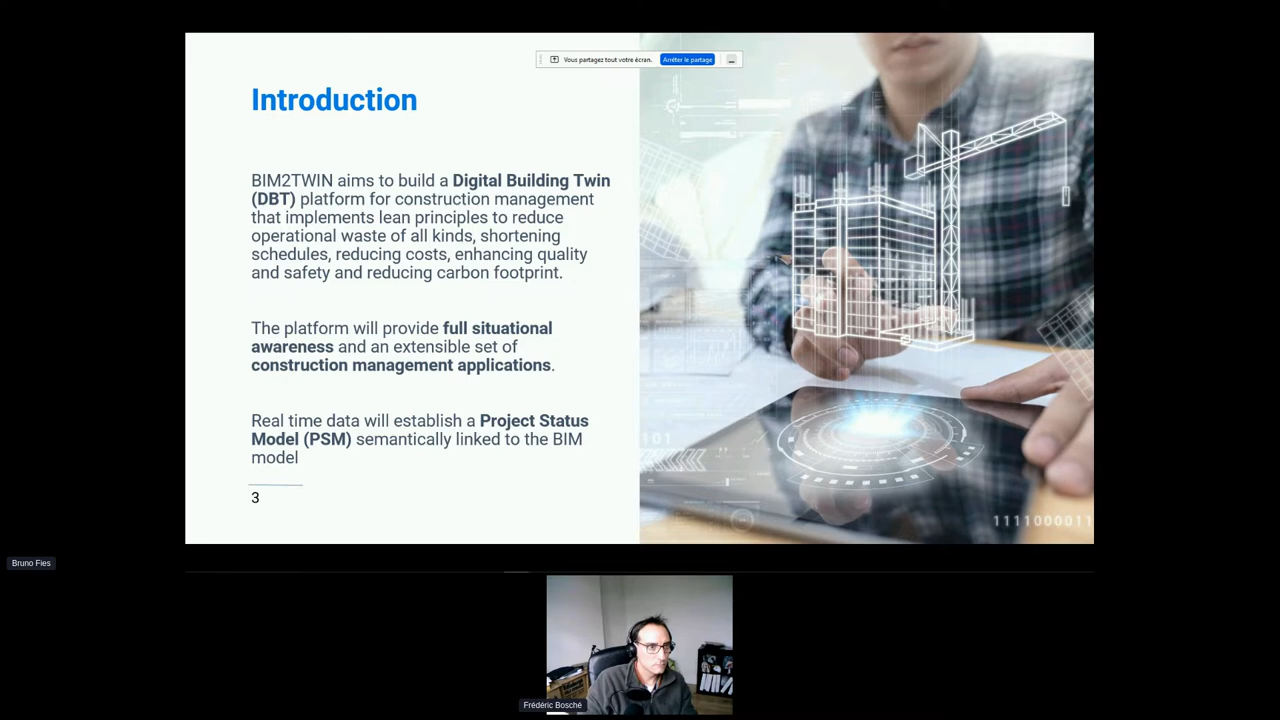 Vous partagez tout votre écran.
Arrêter le partage
Introduction
BIM2TWIN aims to build a Digital Building Twin
(DBT) platform for construction management
that implements lean principles to reduce
operational waste of all kinds, shortening
schedules, reducing costs, enhancing quality
and safety and reducing carbon footprint.
The platform will provide full situational
awareness and an extensible set of
construction management applications.
Real time data will establish a Project Status
Model (PSM) semantically linked to the BIM
model
3
101
1111000011
Bruno Fies
Frédéric Bosché